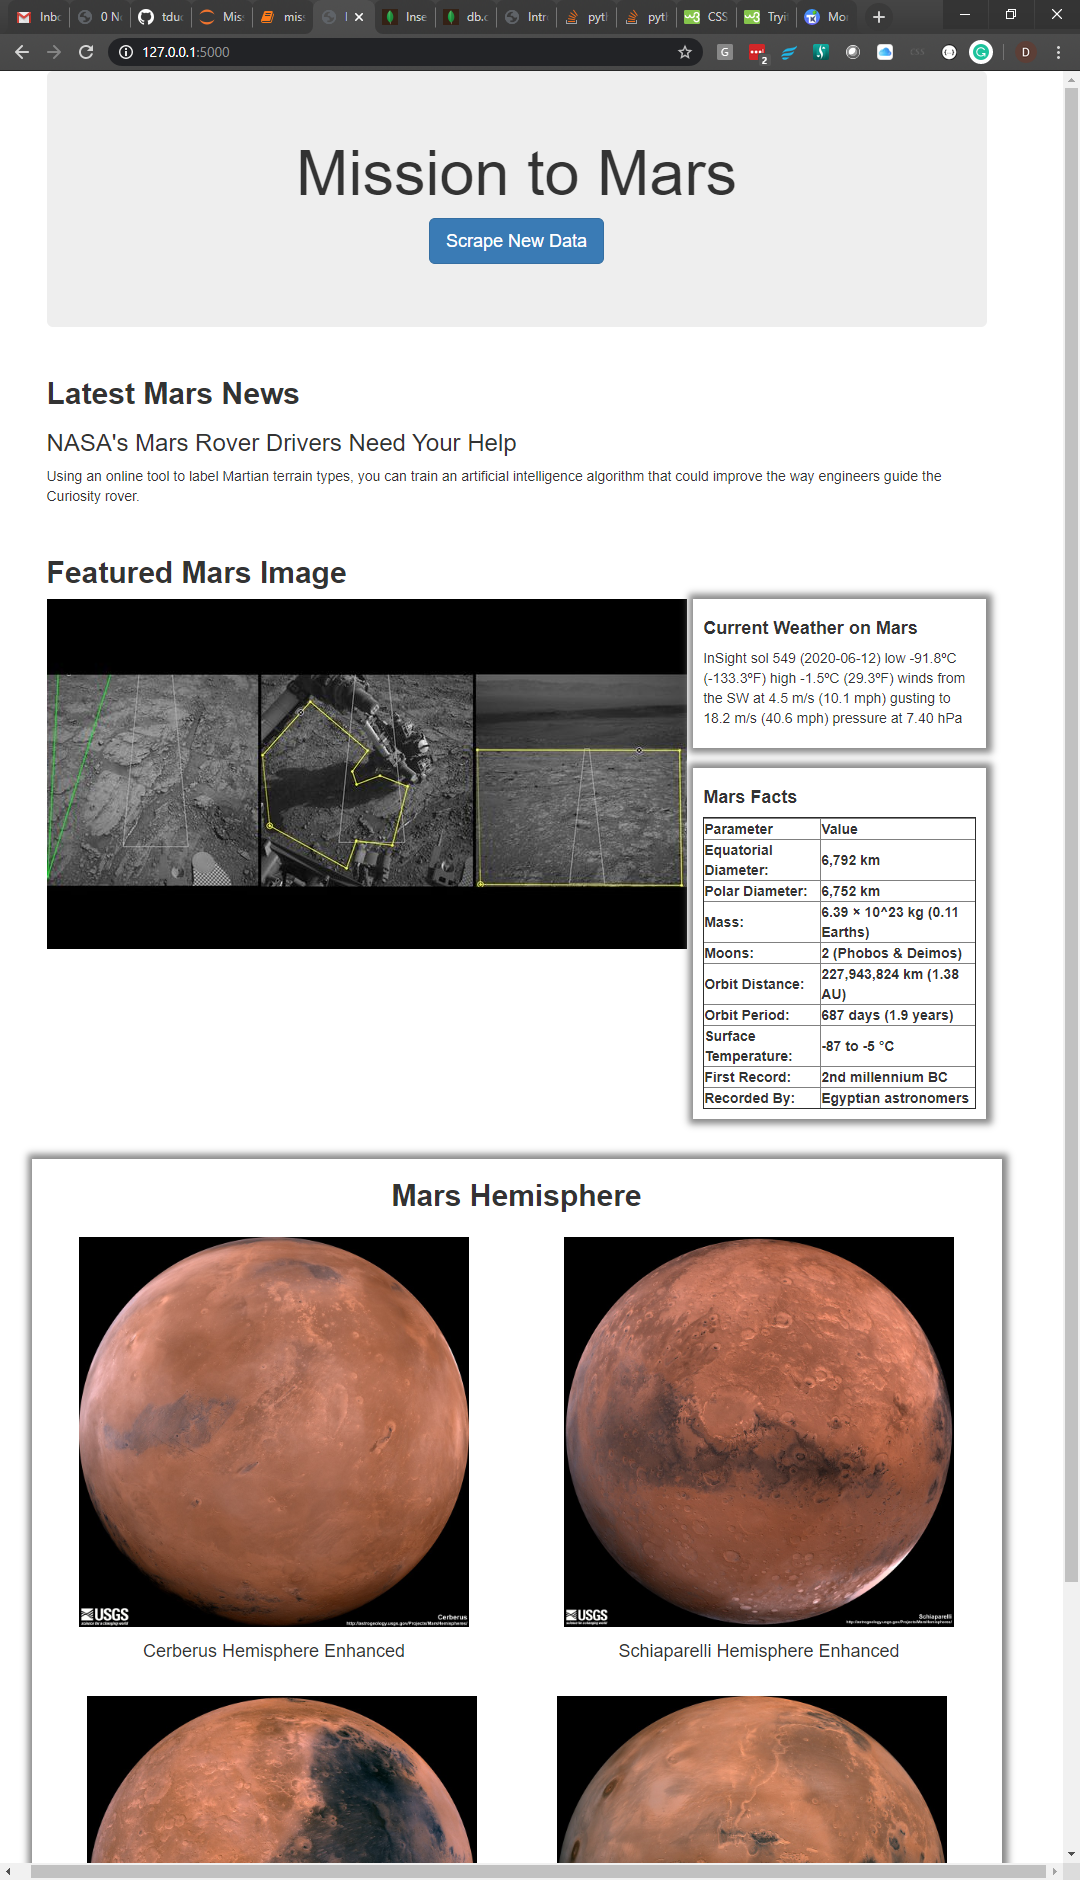 Inbo
0 N
tduc
Mis
miss
Inse
db.c
Intr
pyt
pyt
CSS
Tryi
Mo
127.0.0.1:5000
Mission to Mars
Scrape New Data
Latest Mars News
NASA's Mars Rover Drivers Need Your Help
Using an online tool to label Martian terrain types, you can train an artificial intelligence algorithm that could improve the way engineers guide the
Curiosity rover.
Featured Mars Image
Current Weather on Mars
InSight sol 549 (2020-06-12) low -91.8ºC
(-133.3ºF) high -1.5ºC (29.3ºF) winds from
the SW at 4.5 m/s (10.1 mph) gusting to
18.2 m/s (40.6 mph) pressure at 7.40 hPa
Mars Facts
Parameter Value
Equatorial Diameter: 6,792 km
Polar Diameter: 6,752 km
Mass: 6.39 × 10^23 kg (0.11 Earths)
Moons: 2 (Phobos & Deimos)
Orbit Distance: 227,943,824 km (1.38 AU)
Orbit Period: 687 days (1.9 years)
Surface Temperature: -87 to -5 °C
First Record: 2nd millennium BC
Recorded By: Egyptian astronomers
Mars Hemisphere
USGS
Cerberus
USGS
Schiaparelli
Cerberus Hemisphere Enhanced
Schiaparelli Hemisphere Enhanced